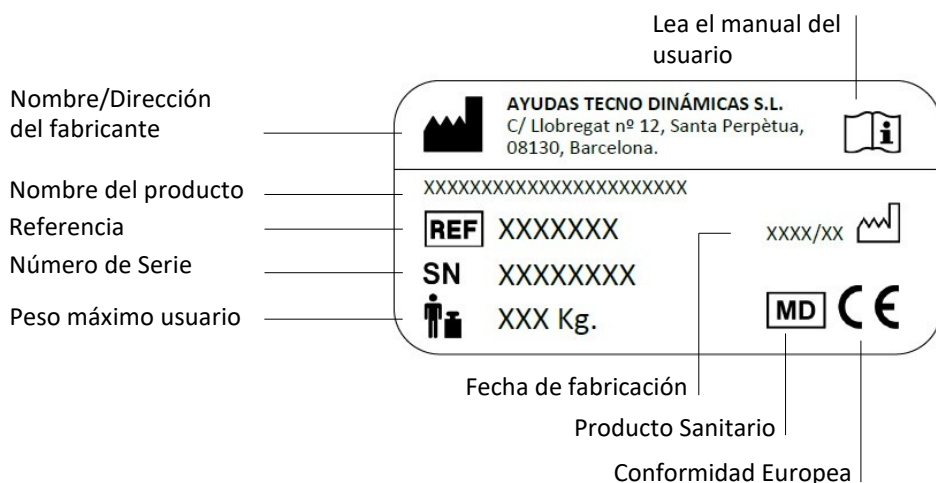 Lea el manual del
usuario
Nombre/Dirección
del fabricante
AYUDAS TECNO DINÁMICAS S.L.
C/ Llobregat nº 12, Santa Perpètua,
08130, Barcelona.
Nombre del producto
XXXXXXXXXXXXXXXXXXXXXXX
Referencia
REF XXXXXXX
XXXX/XX
Número de Serie
SN XXXXXXXX
Peso máximo usuario
XXX Kg.
MD CE
Fecha de fabricación
Producto Sanitario
Conformidad Europea